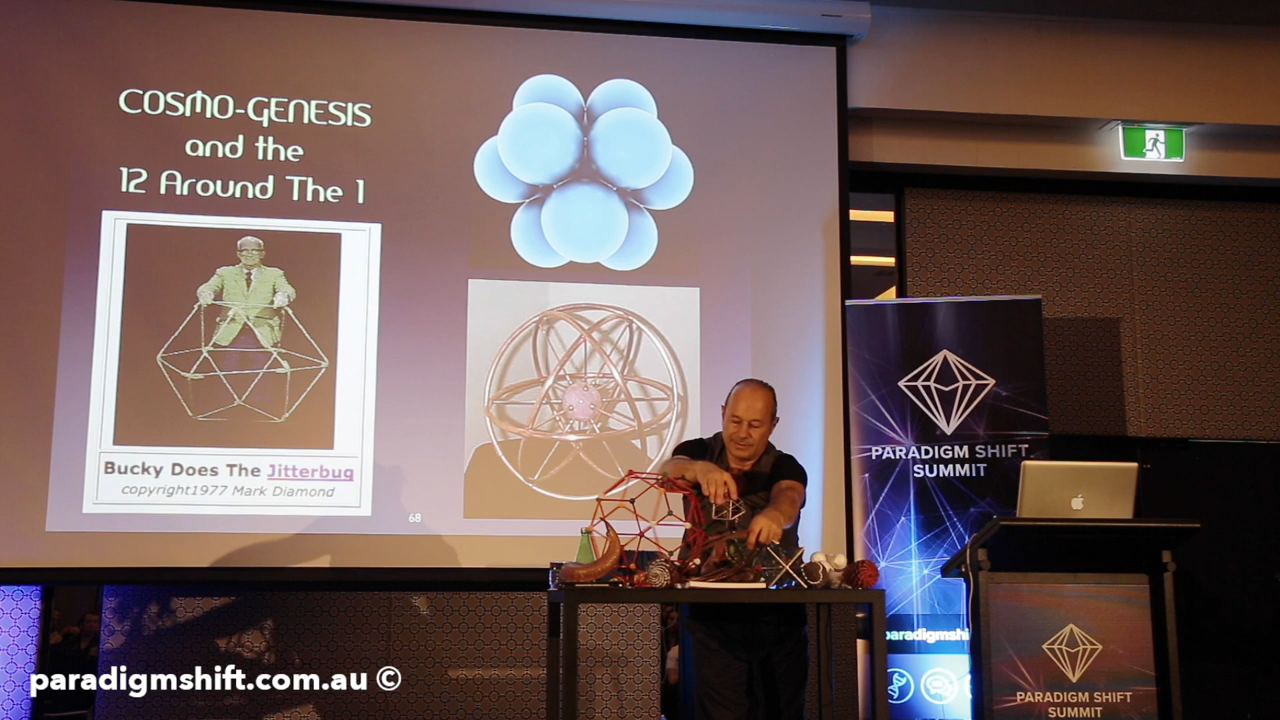 COSMO-GENESIS
and the
12 Around The 1
Bucky Does The Jitterbug
copyright1977 Mark Diamond
68
PARADIGM SHIFT
SUMMIT
paradigmshi
PARADIGM SHIFT
SUMMIT
paradigmshift.com.au ©